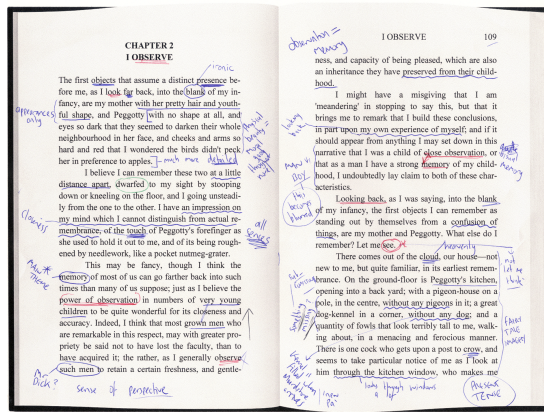 CHAPTER 2
I OBSERVE
ironic
The first objects that assume a distinct presence be-
fore me, as I look far back, into the blank of my in-
fancy, are my mother with her pretty hair and youth-
ful shape, and Peggotty with no shape at all, and
eyes so dark that they seemed to darken their whole
neighbourhood in her face, and cheeks and arms so
hard and red that I wondered the birds didn't peck
her in preference to apples.
appearances
only
much more detailed
I believe I can remember these two at a little
distance apart, dwarfed to my sight by stooping
down or kneeling on the floor, and I going unsteadi-
ly from the one to the other. I have an impression on
my mind which I cannot distinguish from actual re-
membrance, of the touch of Peggotty's forefinger as
she used to hold it out to me, and of its being rough-
ened by needlework, like a pocket nutmeg-grater.
closeness
all
senses
This may be fancy, though I think the
memory of most of us can go farther back into such
times than many of us suppose; just as I believe the
power of observation in numbers of very young
children to be quite wonderful for its closeness and
accuracy. Indeed, I think that most grown men who
are remarkable in this respect, may with greater pro-
priety be said not to have lost the faculty, than to
have acquired it; the rather, as I generally observe
such men to retain a certain freshness, and gentle-
MAIN
THEME
Mr
Dick?
sense of perspective
I OBSERVE
109
observation =
memory
ness, and capacity of being pleased, which are also
an inheritance they have preserved from their child-
hood.
I might have a misgiving that I am
'meandering' in stopping to say this, but that it
brings me to remark that I build these conclusions,
in part upon my own experience of myself; and if it
should appear from anything I may set down in this
narrative that I was a child of close observation, or
that as a man I have a strong memory of my child-
hood, I undoubtedly lay claim to both of these char-
acteristics.
looking back
MAN
BOY
memory
Looking back, as I was saying, into the blank
of my infancy, the first objects I can remember as
standing out by themselves from a confusion of
things, are my mother and Peggotty. What else do I
remember? Let me see.
heavenly
not
'let me
think'
There comes out of the cloud, our house—not
new to me, but quite familiar, in its earliest remem-
brance. On the ground-floor is Peggotty's kitchen,
opening into a back yard; with a pigeon-house on a
pole, in the centre, without any pigeons in it; a great
dog-kennel in a corner, without any dog; and a
quantity of fowls that look terribly tall to me, walk-
ing about, in a menacing and ferocious manner.
There is one cock who gets upon a post to crow, and
seems to take particular notice of me as I look at
him through the kitchen window, who makes me
something
missing
FAIRY TALE
IMAGERY
PRESENT
TENSE